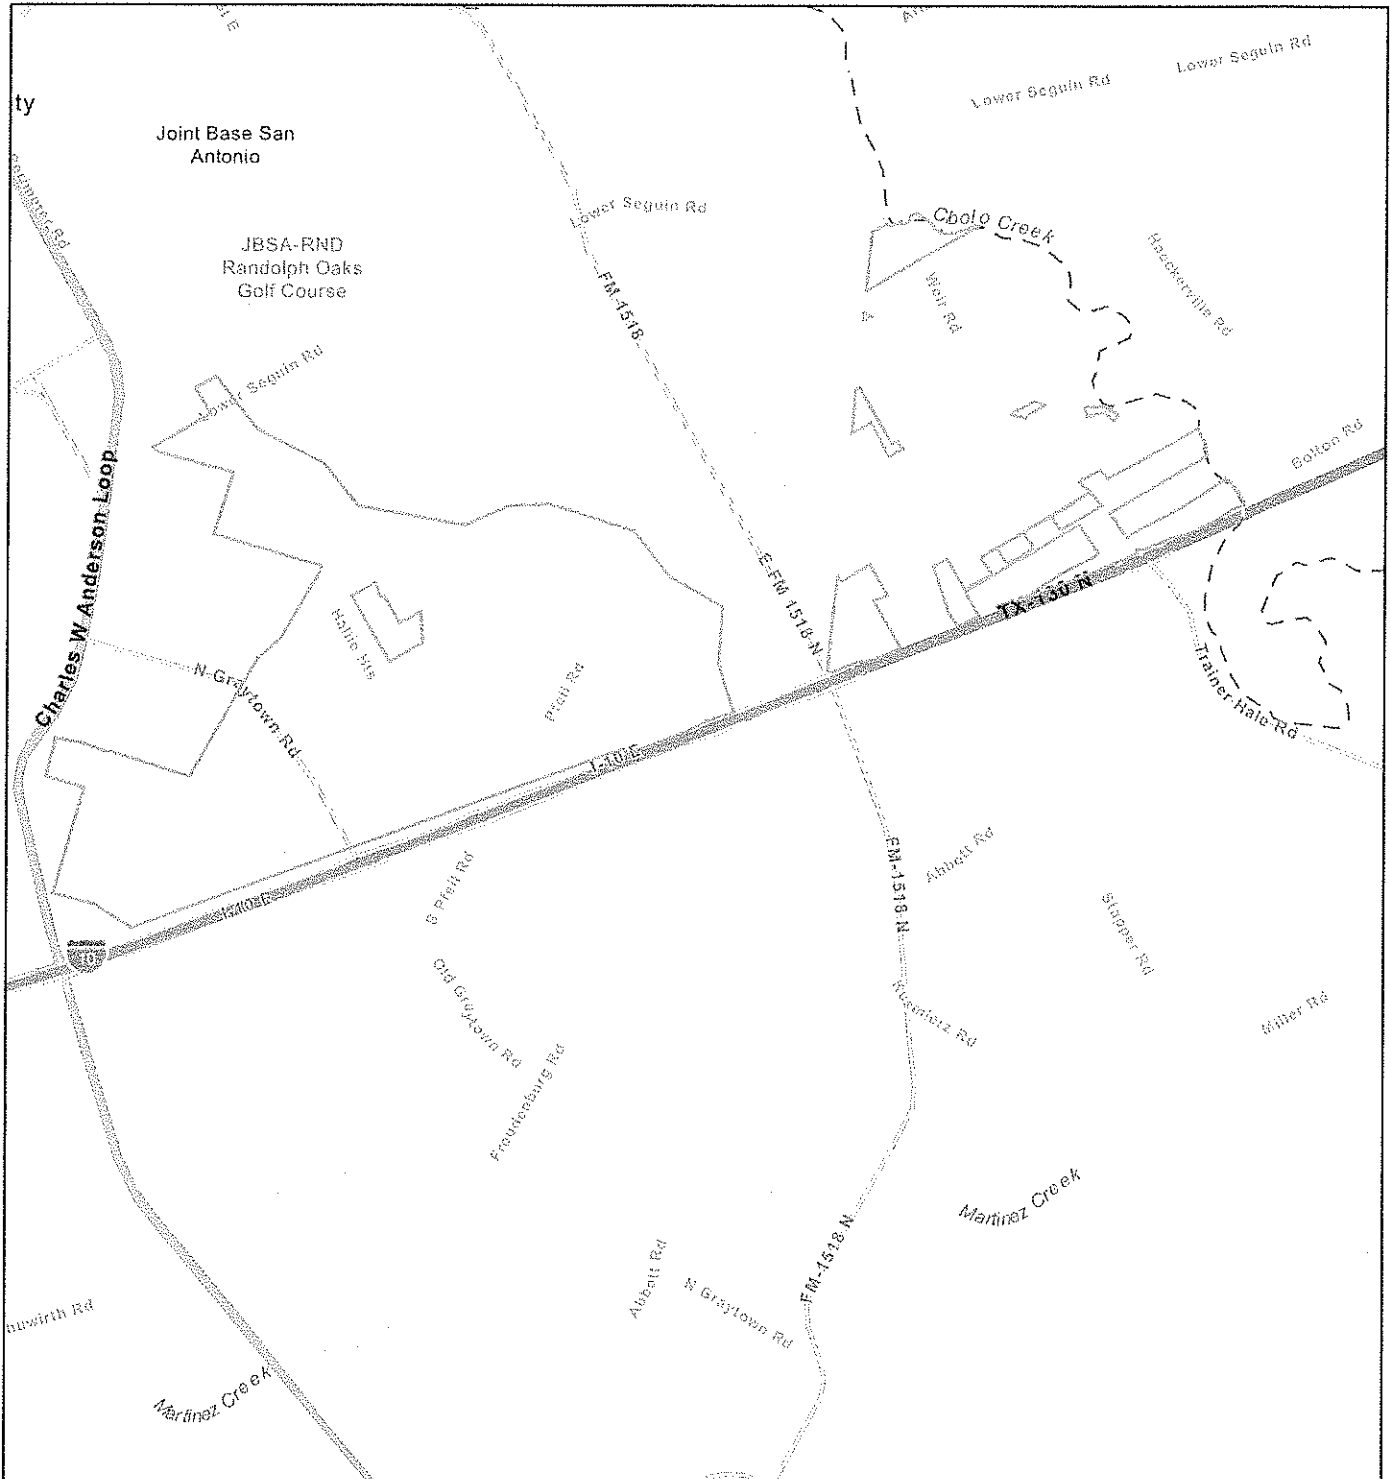 Lower Seguin Rd
Lower Seguin Rd
ty
Joint Base San
Antonio
Lower Seguin Rd
Cibolo Creek
JBSA-RND
Randolph Oaks
Golf Course
Haeckerville Rd
Weir Rd
FM-1518
Lower Seguin Rd
Bolton Rd
Charles W Anderson Loop
E-FM 1518-N
TX-130 N
N-Graytown Rd
Pfeil Rd
Trainer-Hale Rd
I-10 E
FM-1518-N
Abbott Rd
S Pfeil Rd
I-10 E
Stapper Rd
10
Old Graytown Rd
Miller Rd
Freudenburg Rd
Martinez Creek
FM-1518-N
Abbott Rd
N Graytown Rd
Martinez Creek